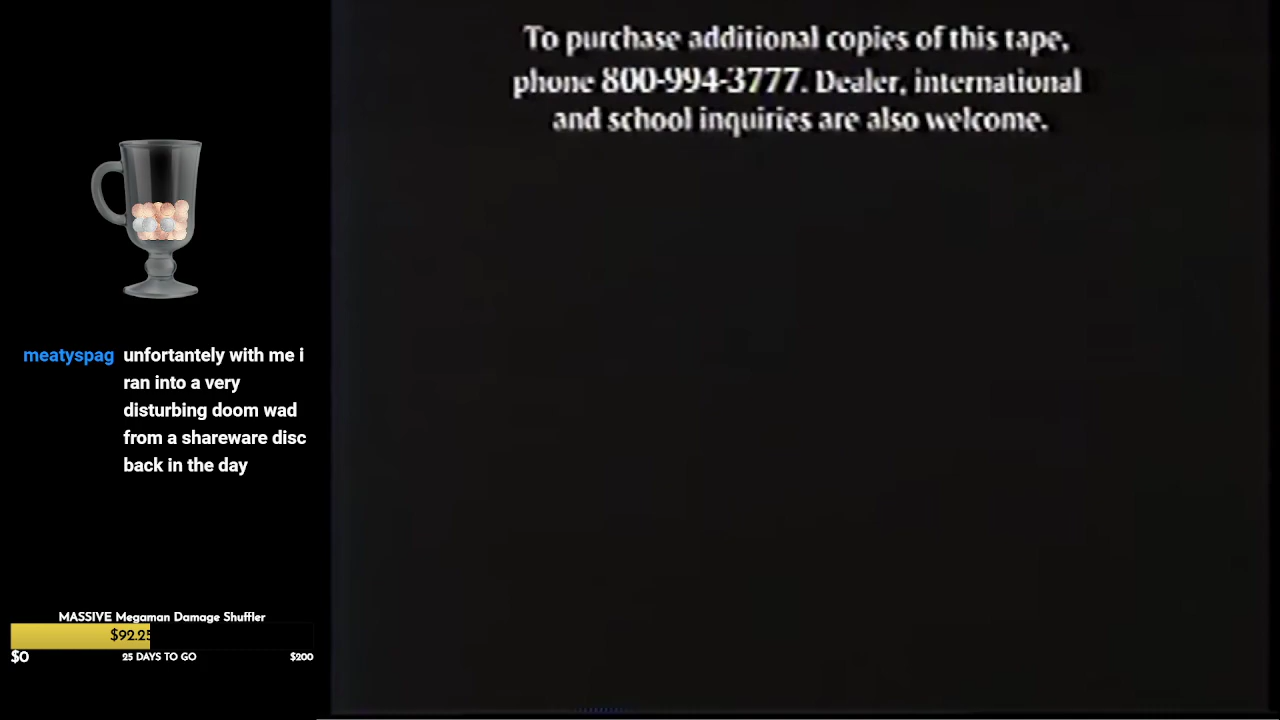 To purchase additional copies of this tape,
phone 800-994-3777. Dealer, international
and school inquiries are also welcome.
meatyspag unfortantely with me i
ran into a very
disturbing doom wad
from a shareware disc
back in the day
MASSIVE Megaman Damage Shuffler
$92.25
$0 25 DAYS TO GO $200